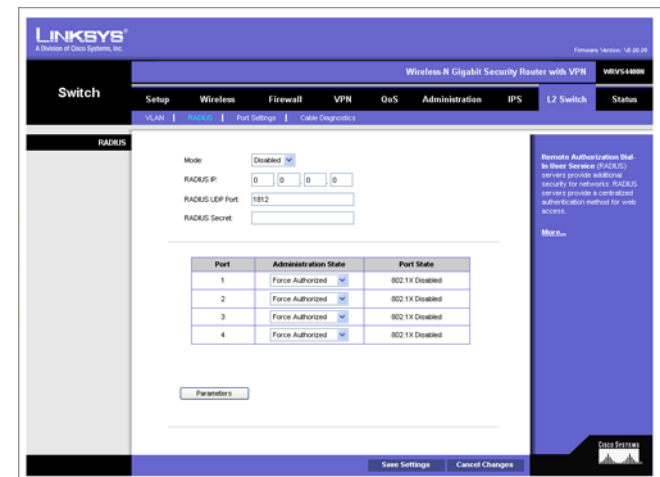 LINKSYS®
A Division of Cisco Systems, Inc.
Firmware Version: V0.00.01
Wireless-N Gigabit Security Router with VPN WRVS4400N
Switch
Setup Wireless Firewall VPN QoS Administration IPS L2 Switch Status
VLAN | RADIUS | Port Settings | Cable Diagnostics
RADIUS
Mode: Disabled
RADIUS IP: 0 . 0 . 0 . 0
RADIUS UDP Port: 1812
RADIUS Secret:
Port Administration State Port State
1 Force Authorized 802.1X Disabled
2 Force Authorized 802.1X Disabled
3 Force Authorized 802.1X Disabled
4 Force Authorized 802.1X Disabled
Parameters
Remote Authorization Dial-
In User Service (RADIUS)
servers provide additional
security for networks. RADIUS
servers provide a centralized
authentication method for web
access.
More...
Save Settings Cancel Changes
CISCO SYSTEMS